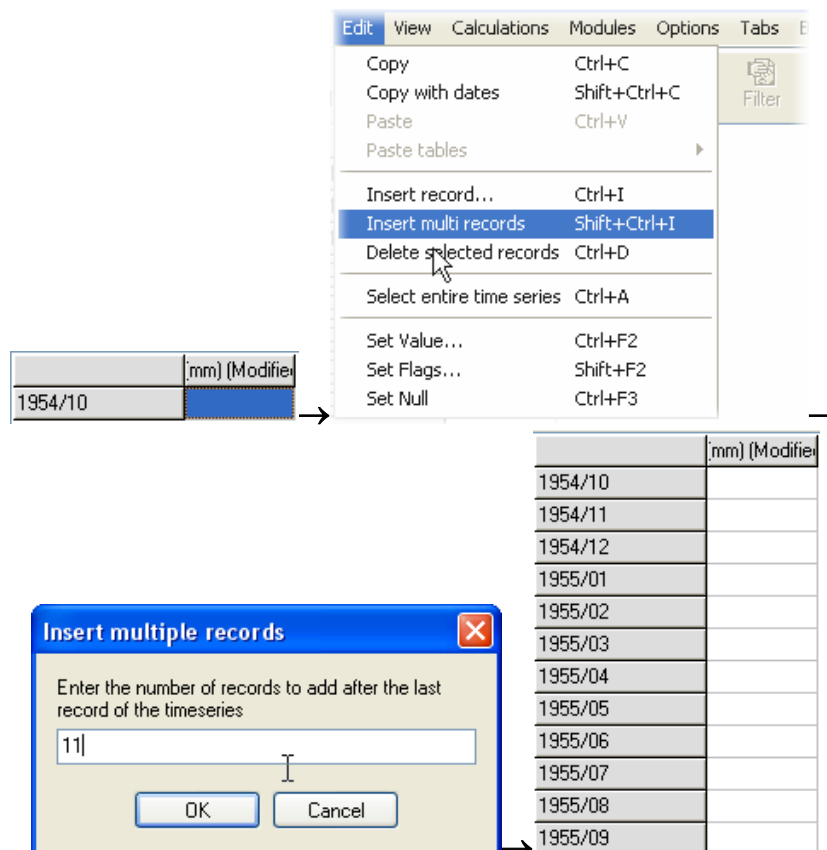 Edit View Calculations Modules Options Tabs
Copy Ctrl+C
Copy with dates Shift+Ctrl+C
Paste Ctrl+V
Paste tables
Insert record... Ctrl+I
Insert multi records Shift+Ctrl+I
Delete selected records Ctrl+D
Select entire time series Ctrl+A
Set Value... Ctrl+F2
Set Flags... Shift+F2
Set Null Ctrl+F3
Filter
mm) (Modifie
1954/10
→
Insert multiple records
Enter the number of records to add after the last
record of the timeseries
11
OK Cancel
→
mm) (Modifie
1954/10
1954/11
1954/12
1955/01
1955/02
1955/03
1955/04
1955/05
1955/06
1955/07
1955/08
1955/09